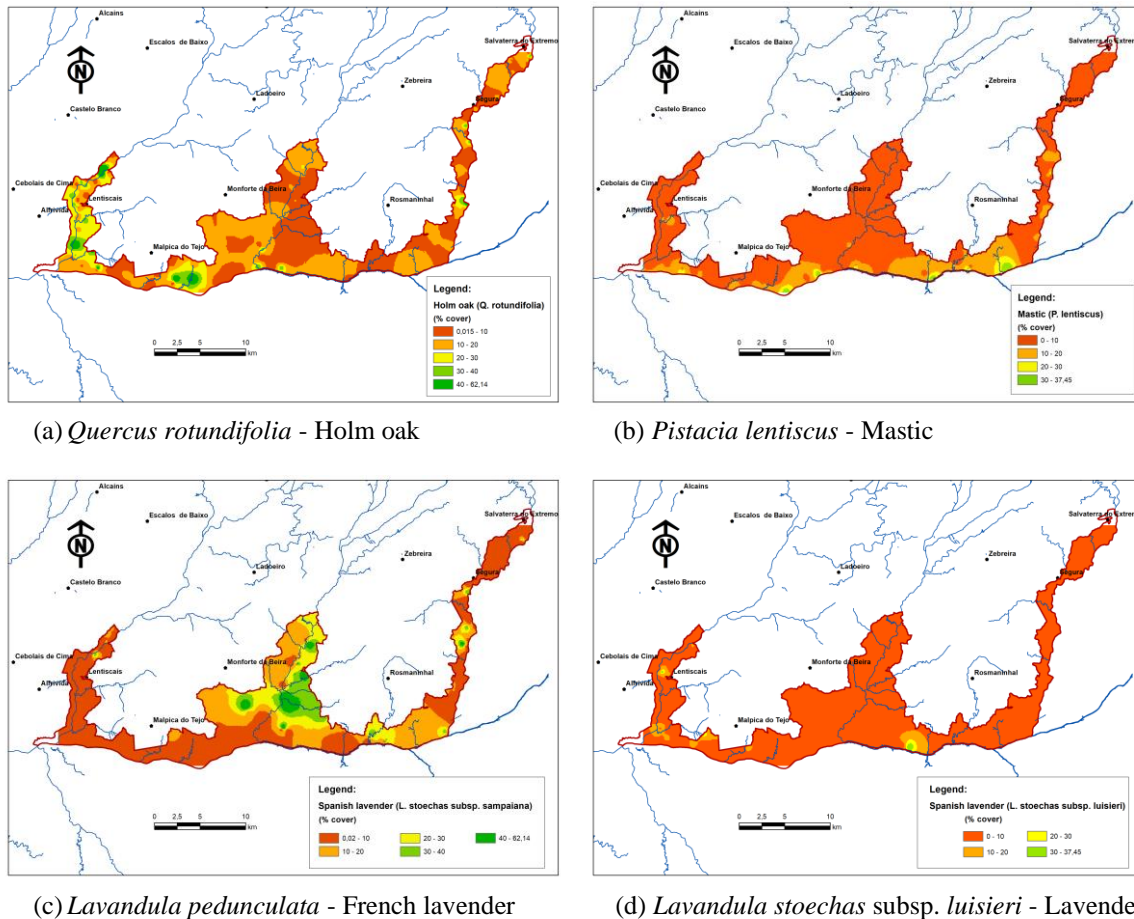 Alcains
Escalos de Baixo
N
Castelo Branco
Salvaterra do Extremo
Zebreira
Ladoeiro
Segura
Cebolais de Cima
Lentiscais
Monforte da Beira
Rosmaninhal
Malpica do Tejo
Legend:
Holm oak (Q. rotundifolia)
(% cover)
0,015 - 10
10 - 20
20 - 30
30 - 40
40 - 62,14
0 2,5 5 10
km
Alcains
Escalos de Baixo
N
Castelo Branco
Salvaterra do Extremo
Zebreira
Ladoeiro
Segura
Cebolais de Cima
Lentiscais
Monforte da Beira
Rosmaninhal
Malpica do Tejo
Legend:
Mastic (P. lentiscus)
(% cover)
0 - 10
10 - 20
20 - 30
30 - 37,45
0 2,5 5 10
km
(a) Quercus rotundifolia - Holm oak
(b) Pistacia lentiscus - Mastic
Alcains
Escalos de Baixo
N
Castelo Branco
Salvaterra do Extremo
Zebreira
Ladoeiro
Segura
Cebolais de Cima
Lentiscais
Monforte da Beira
Rosmaninhal
Malpica do Tejo
Legend:
Spanish lavender (L. stoechas subsp. sampaiana)
(% cover)
0,02 - 10
20 - 30
40 - 62,14
10 - 20
30 - 40
0 2,5 5 10
km
Alcains
Escalos de Baixo
N
Castelo Branco
Salvaterra do Extremo
Zebreira
Ladoeiro
Segura
Cebolais de Cima
Lentiscais
Monforte da Beira
Rosmaninhal
Malpica do Tejo
Legend:
Spanish lavender (L. stoechas subsp. luisieri)
(% cover)
0 - 10
20 - 30
10 - 20
30 - 37,45
0 2,5 5 10
km
(c) Lavandula pedunculata - French lavender
(d) Lavandula stoechas subsp. luisieri - Lavende